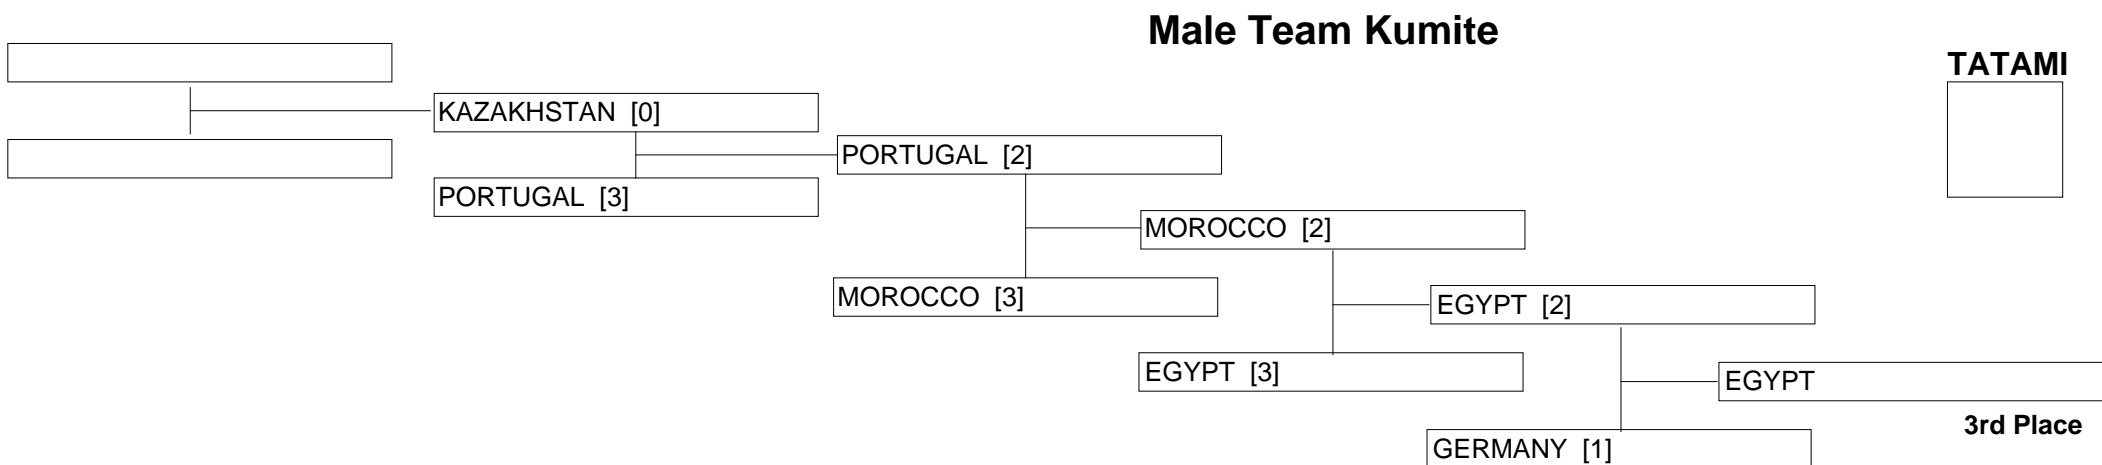 Male Team Kumite
TATAMI
KAZAKHSTAN [0]
PORTUGAL [2]
PORTUGAL [3]
MOROCCO [2]
MOROCCO [3]
EGYPT [2]
EGYPT [3]
EGYPT
3rd Place
GERMANY [1]